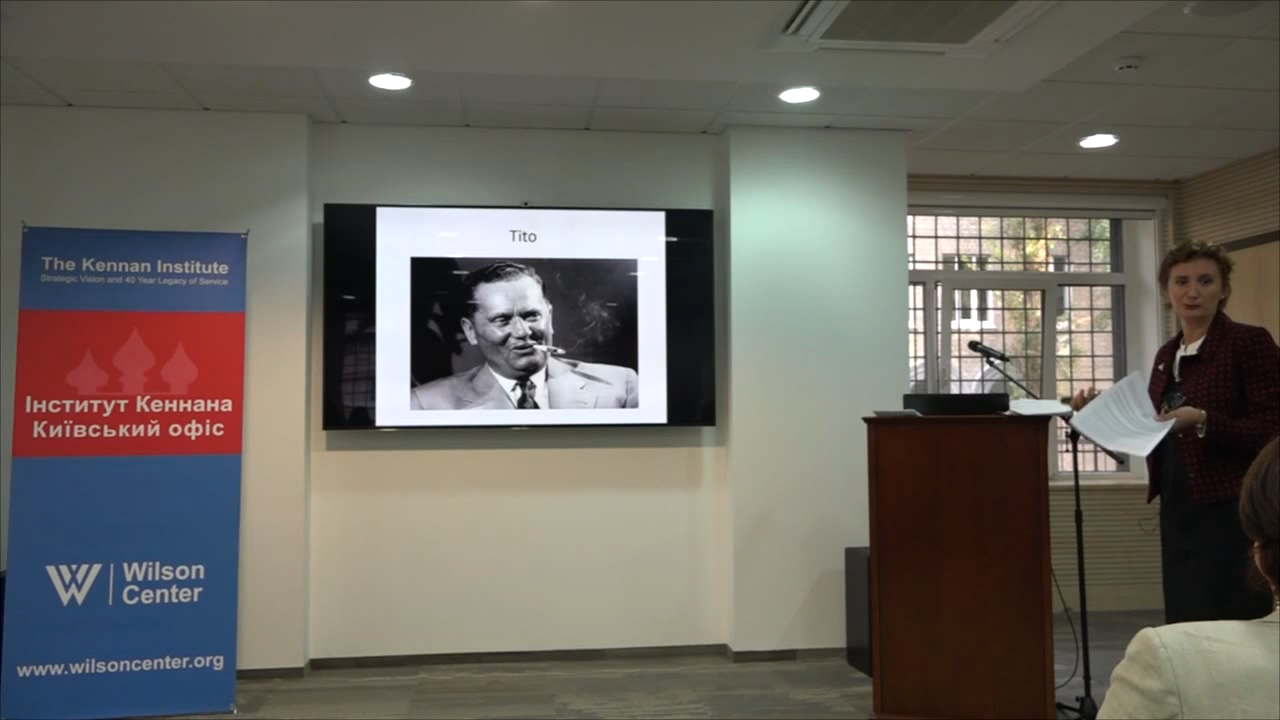 The Kennan Institute
Strategic Vision and 40 Year Legacy of Service
Інститут Кеннана
Київський офіс
W | Wilson
Center
www.wilsoncenter.org
Tito